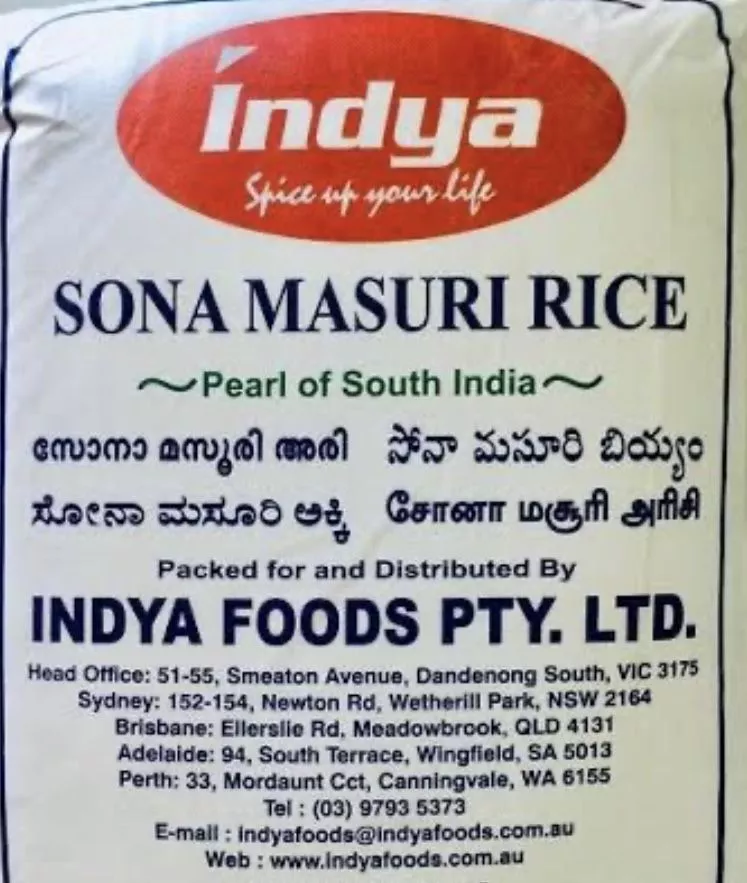 indya
Spice up your life
SONA MASURI RICE
~Pearl of South India~
സോനാ മസൂരി അരി സోనా మసూరి బియ్యం
ಸೋನಾ ಮಸೂರಿ ಅಕ್ಕಿ சோனா மசூரி அரிசி
Packed for and Distributed By
INDYA FOODS PTY. LTD.
Head Office: 51-55, Smeaton Avenue, Dandenong South, VIC 3175
Sydney: 152-154, Newton Rd, Wetherill Park, NSW 2164
Brisbane: Ellerslie Rd, Meadowbrook, QLD 4131
Adelaide: 94, South Terrace, Wingfield, SA 5013
Perth: 33, Mordaunt Cct, Canningvale, WA 6155
Tel : (03) 9793 5373
E-mail : indyafoods@indyafoods.com.au
Web : www.indyafoods.com.au